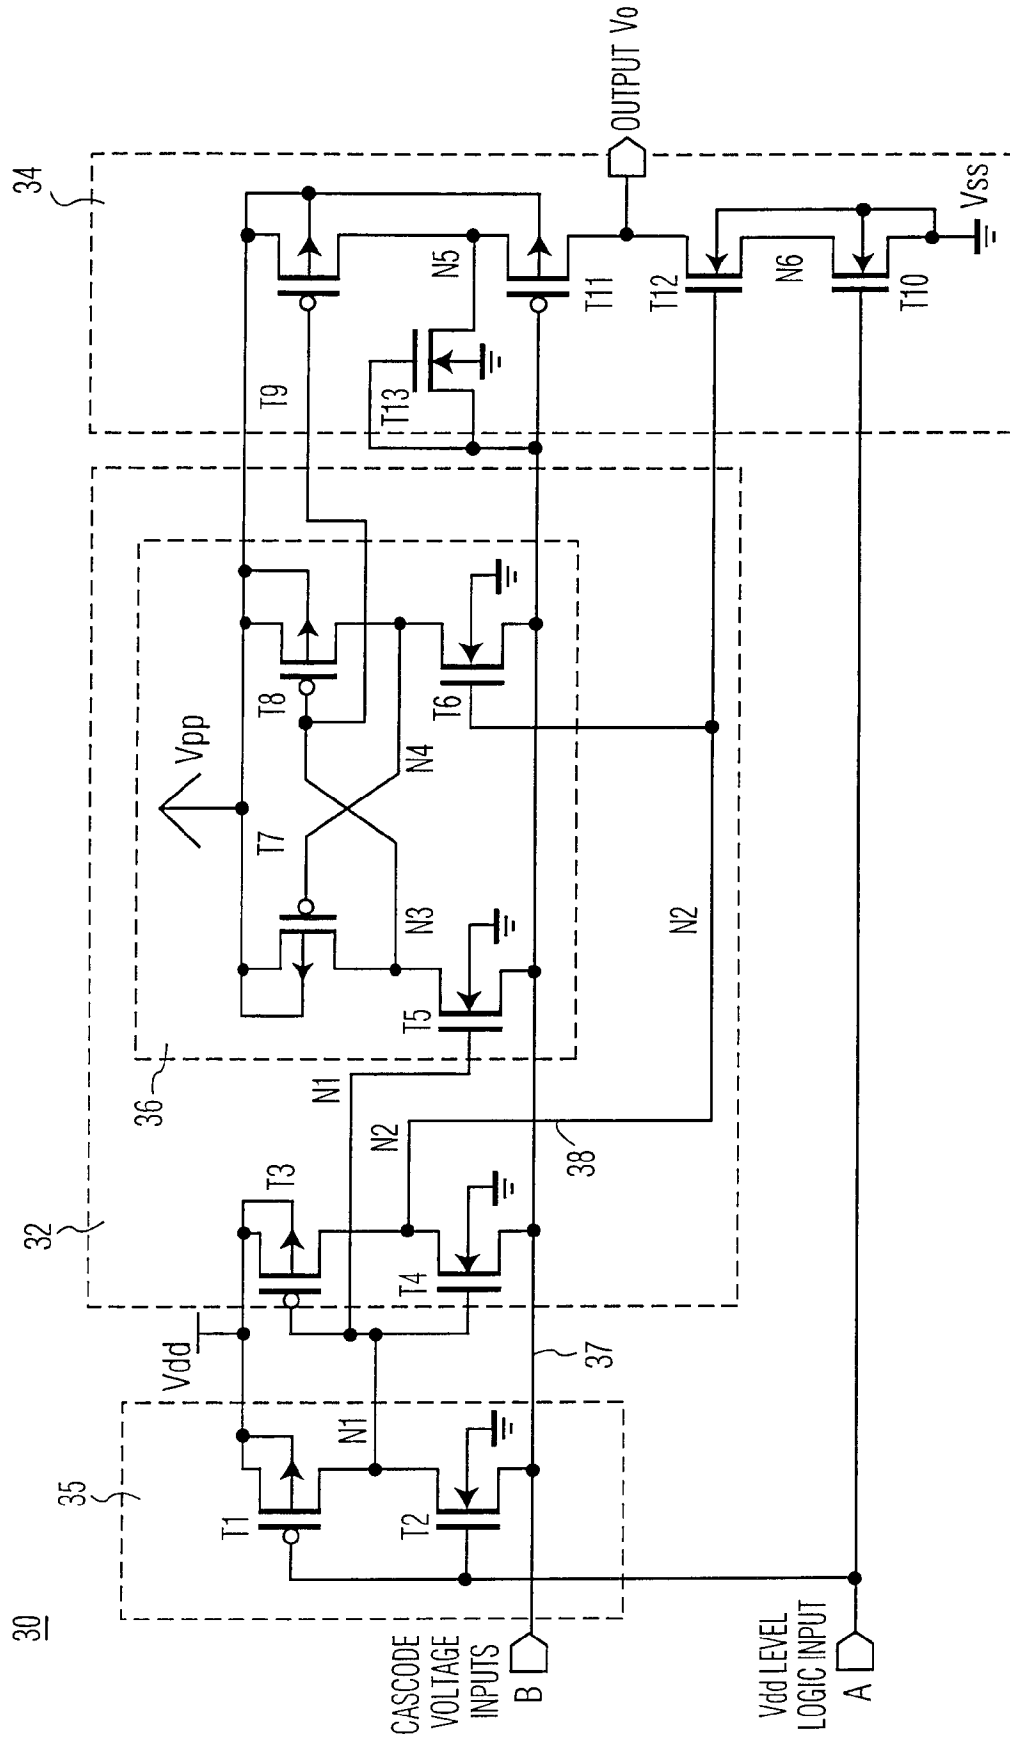 30
35
32
36
34
Vdd
Vpp
T1
T2
N1
T3
T4
N1
N2
T5
N3
T7
N4
T8
T6
T9
T13
N5
T11
OUTPUT Vo
T12
N6
T10
Vss
N2
37
38
CASCODE
VOLTAGE
INPUTS
B
Vdd LEVEL
LOGIC INPUT
A